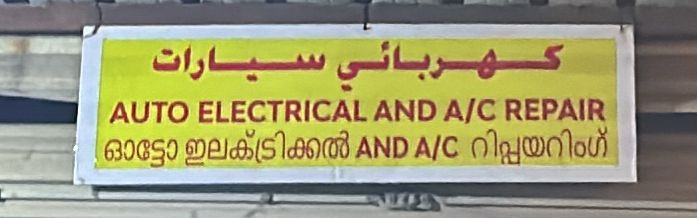 كهربائي سيارات
AUTO ELECTRICAL AND A/C REPAIR
ഓട്ടോ ഇലക്ട്രിക്കൽ AND A/C റിപ്പയറിംഗ്